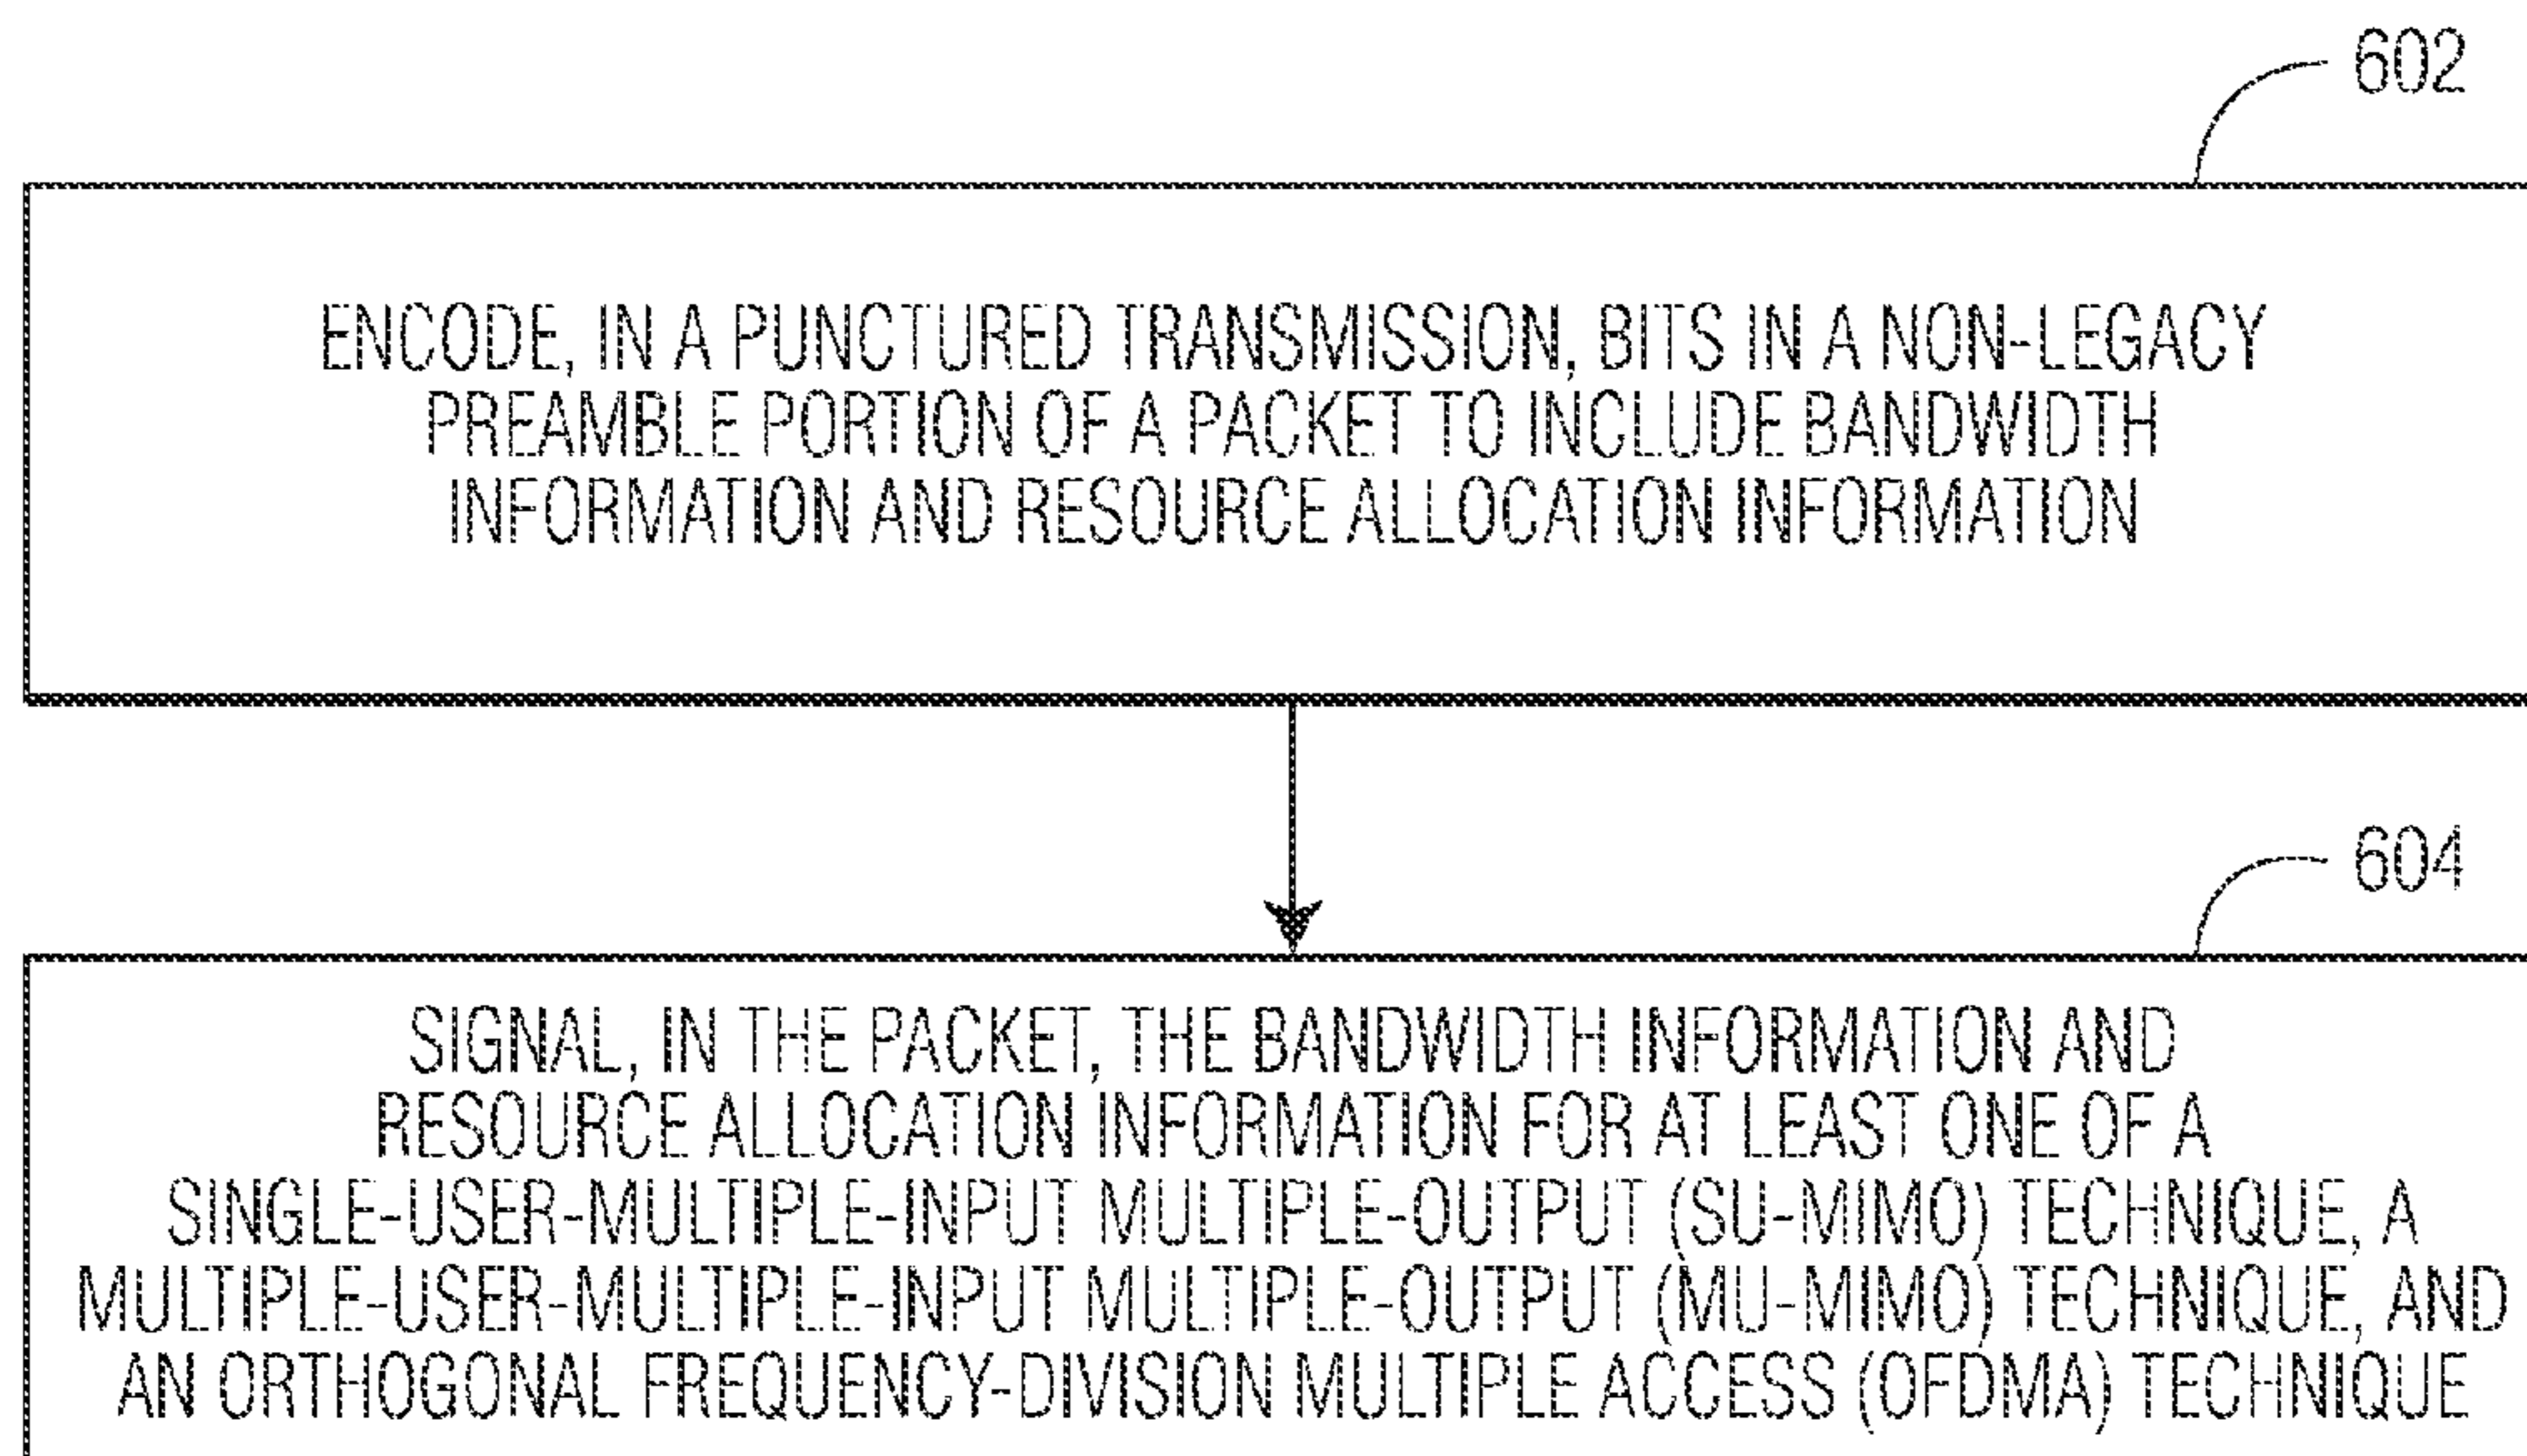 602
ENCODE, IN A PUNCTURED TRANSMISSION, BITS IN A NON-LEGACY
PREAMBLE PORTION OF A PACKET TO INCLUDE BANDWIDTH
INFORMATION AND RESOURCE ALLOCATION INFORMATION
604
SIGNAL, IN THE PACKET, THE BANDWIDTH INFORMATION AND
RESOURCE ALLOCATION INFORMATION FOR AT LEAST ONE OF A
SINGLE-USER-MULTIPLE-INPUT MULTIPLE-OUTPUT (SU-MIMO) TECHNIQUE, A
MULTIPLE-USER-MULTIPLE-INPUT MULTIPLE-OUTPUT (MU-MIMO) TECHNIQUE, AND
AN ORTHOGONAL FREQUENCY-DIVISION MULTIPLE ACCESS (OFDMA) TECHNIQUE